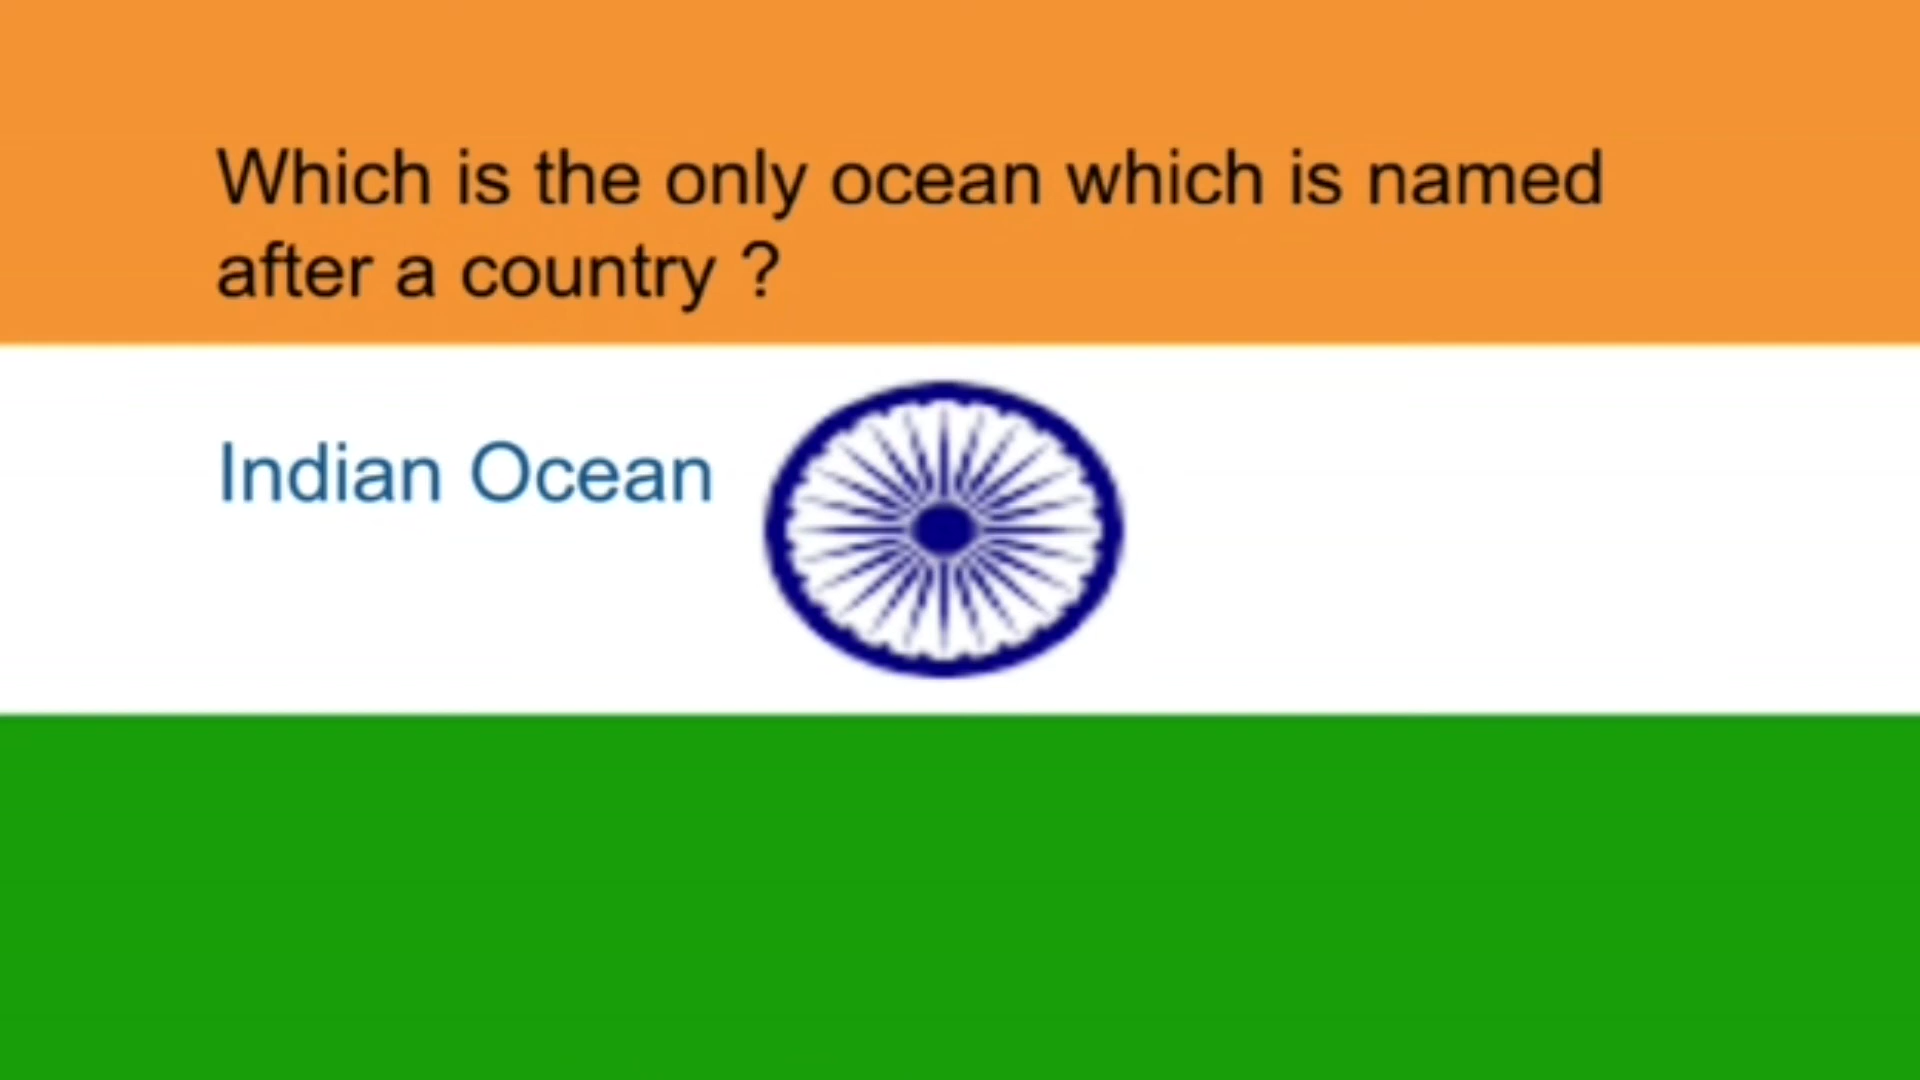 Which is the only ocean which is named
after a country ?
Indian Ocean